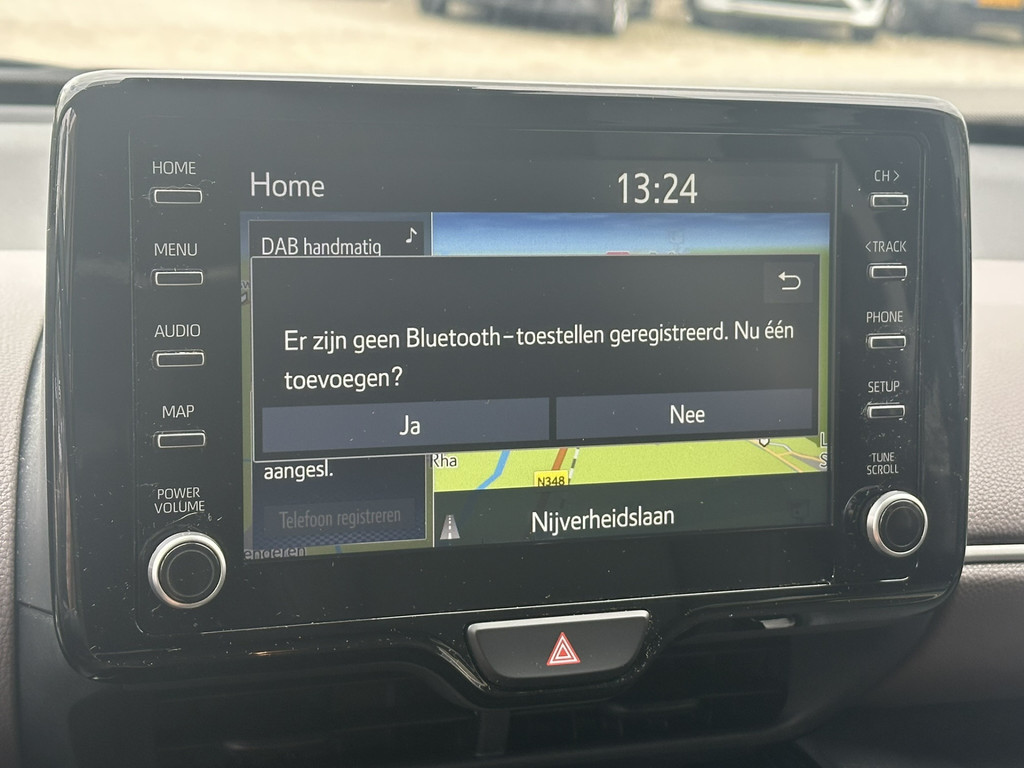 HOME
MENU
AUDIO
MAP
POWER
VOLUME
Home
13:24
DAB handmatig
Er zijn geen Bluetooth-toestellen geregistreerd. Nu één
toevoegen?
Ja
Nee
aangesl.
Rha
N348
Telefoon registreren
Nijverheidslaan
enderen
CH >
< TRACK
PHONE
SETUP
TUNE
SCROLL